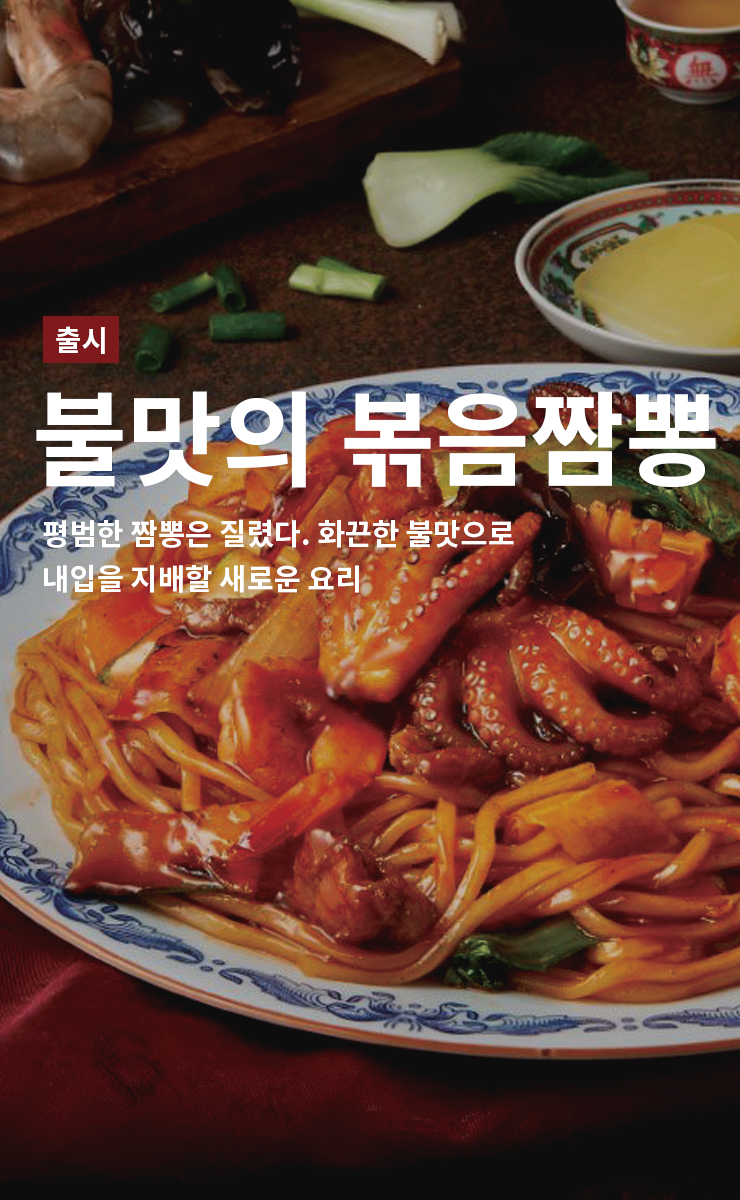 無
출시
불맛의 볶음짬뽕
평범한 짬뽕은 질렸다. 화끈한 불맛으로
내입을 지배할 새로운 요리